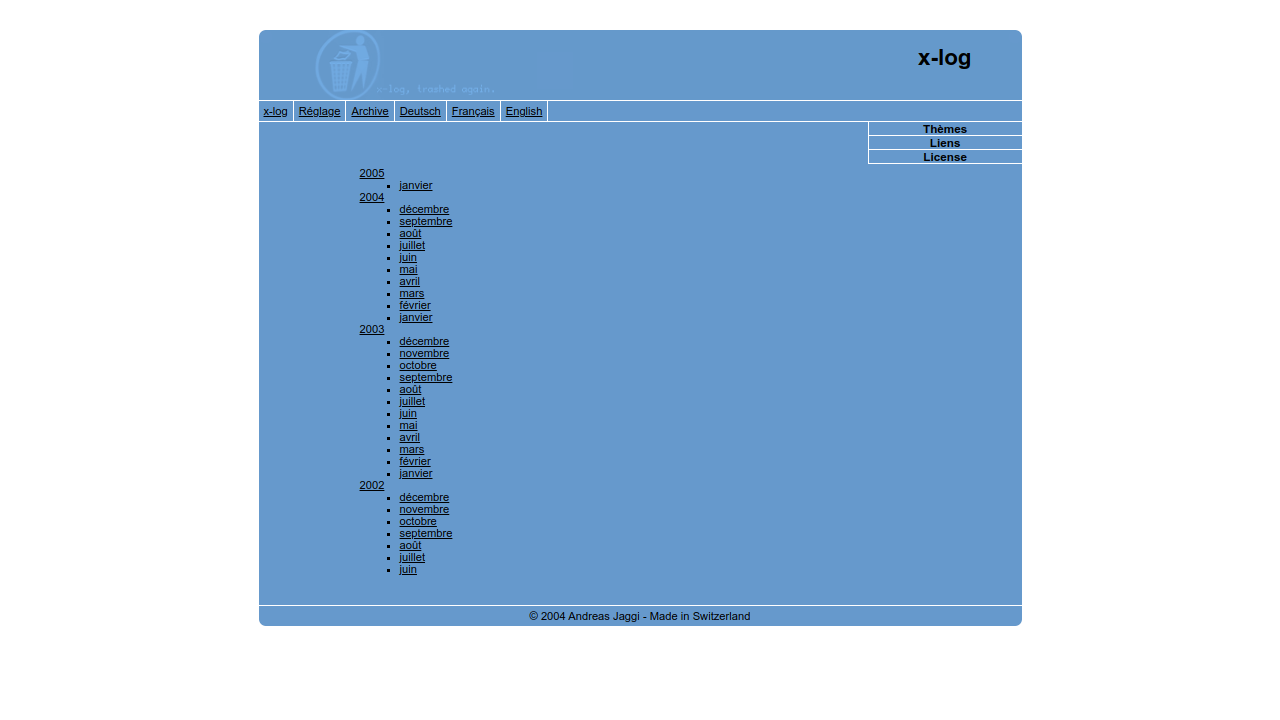 x-log, trashed again.
x-log
x-log Réglage Archive Deutsch Français English
Thèmes
Liens
License
2005
janvier
2004
décembre
septembre
août
juillet
juin
mai
avril
mars
février
janvier
2003
décembre
novembre
octobre
septembre
août
juillet
juin
mai
avril
mars
février
janvier
2002
décembre
novembre
octobre
septembre
août
juillet
juin
© 2004 Andreas Jaggi - Made in Switzerland